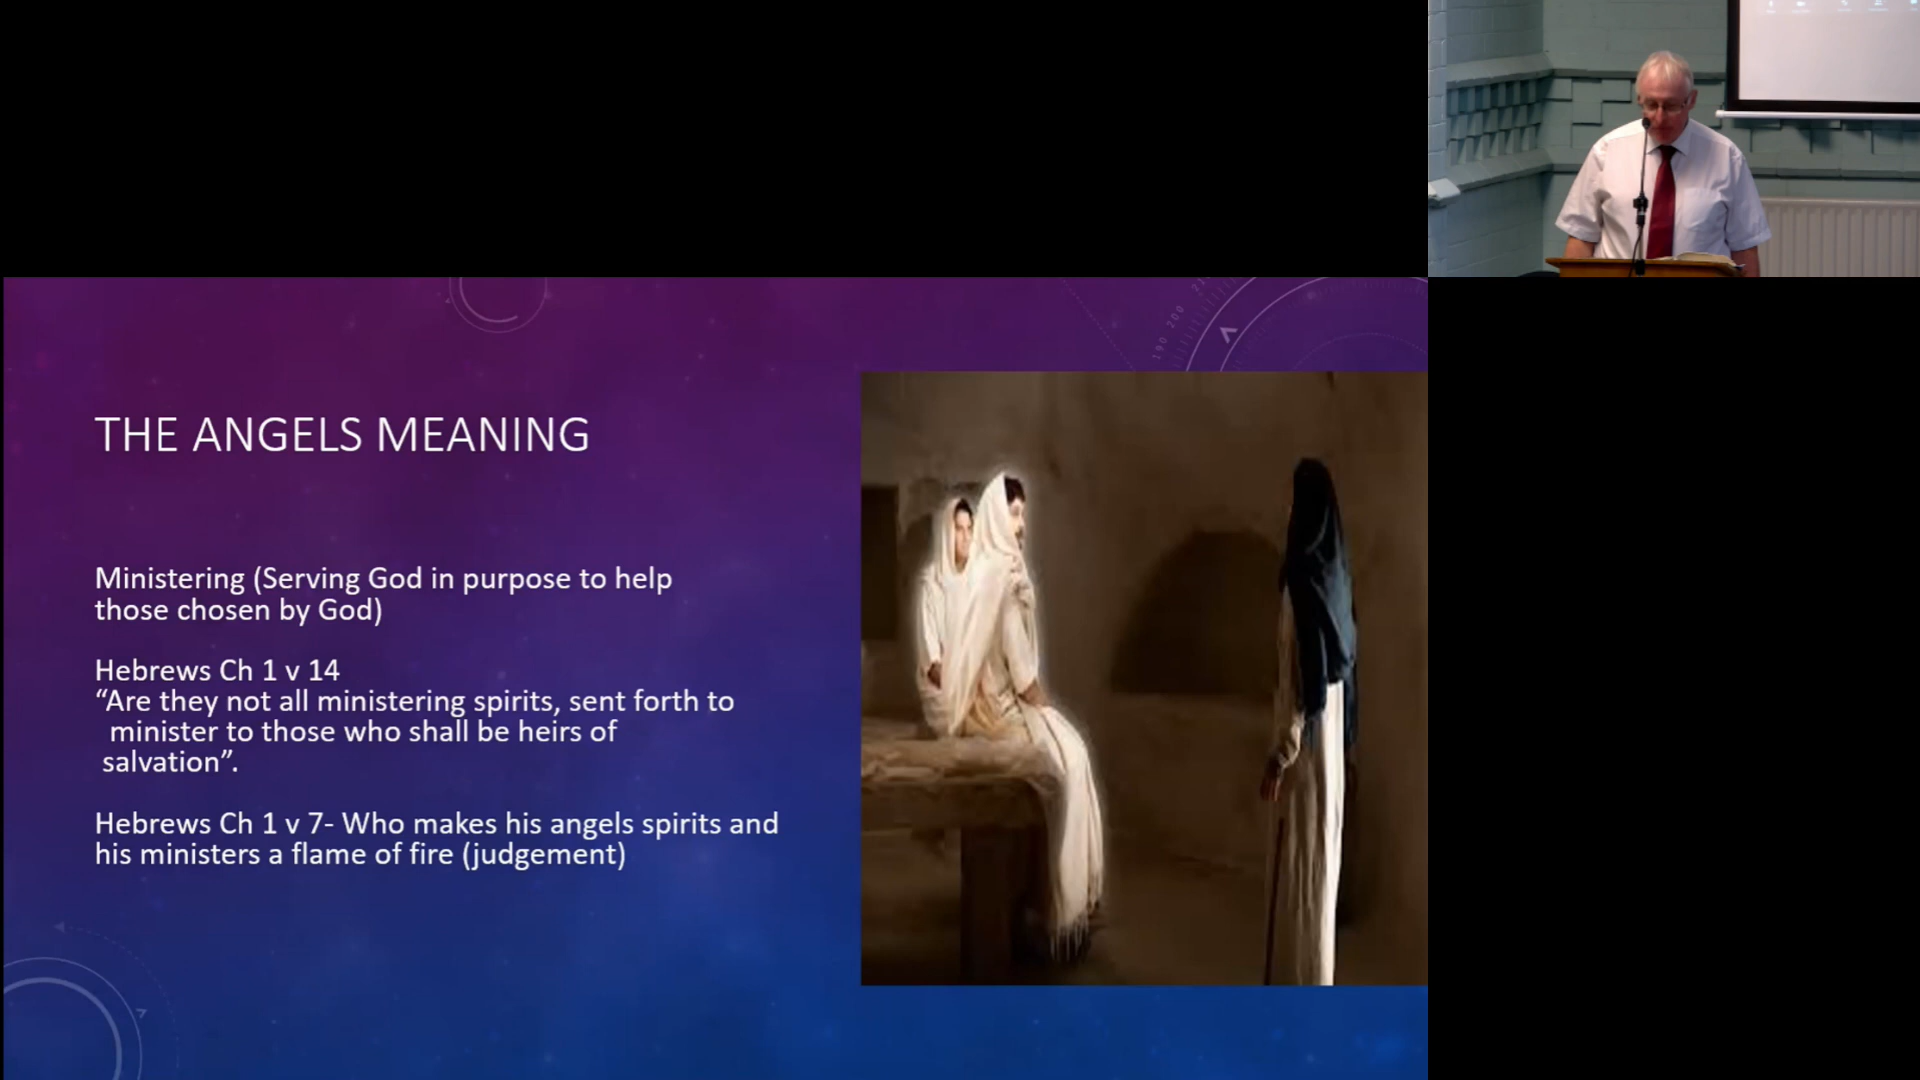 THE ANGELS MEANING
Ministering (Serving God in purpose to help
those chosen by God)
Hebrews Ch 1 v 14
“Are they not all ministering spirits, sent forth to
minister to those who shall be heirs of
salvation”.
Hebrews Ch 1 v 7- Who makes his angels spirits and
his ministers a flame of fire (judgement)
190 200